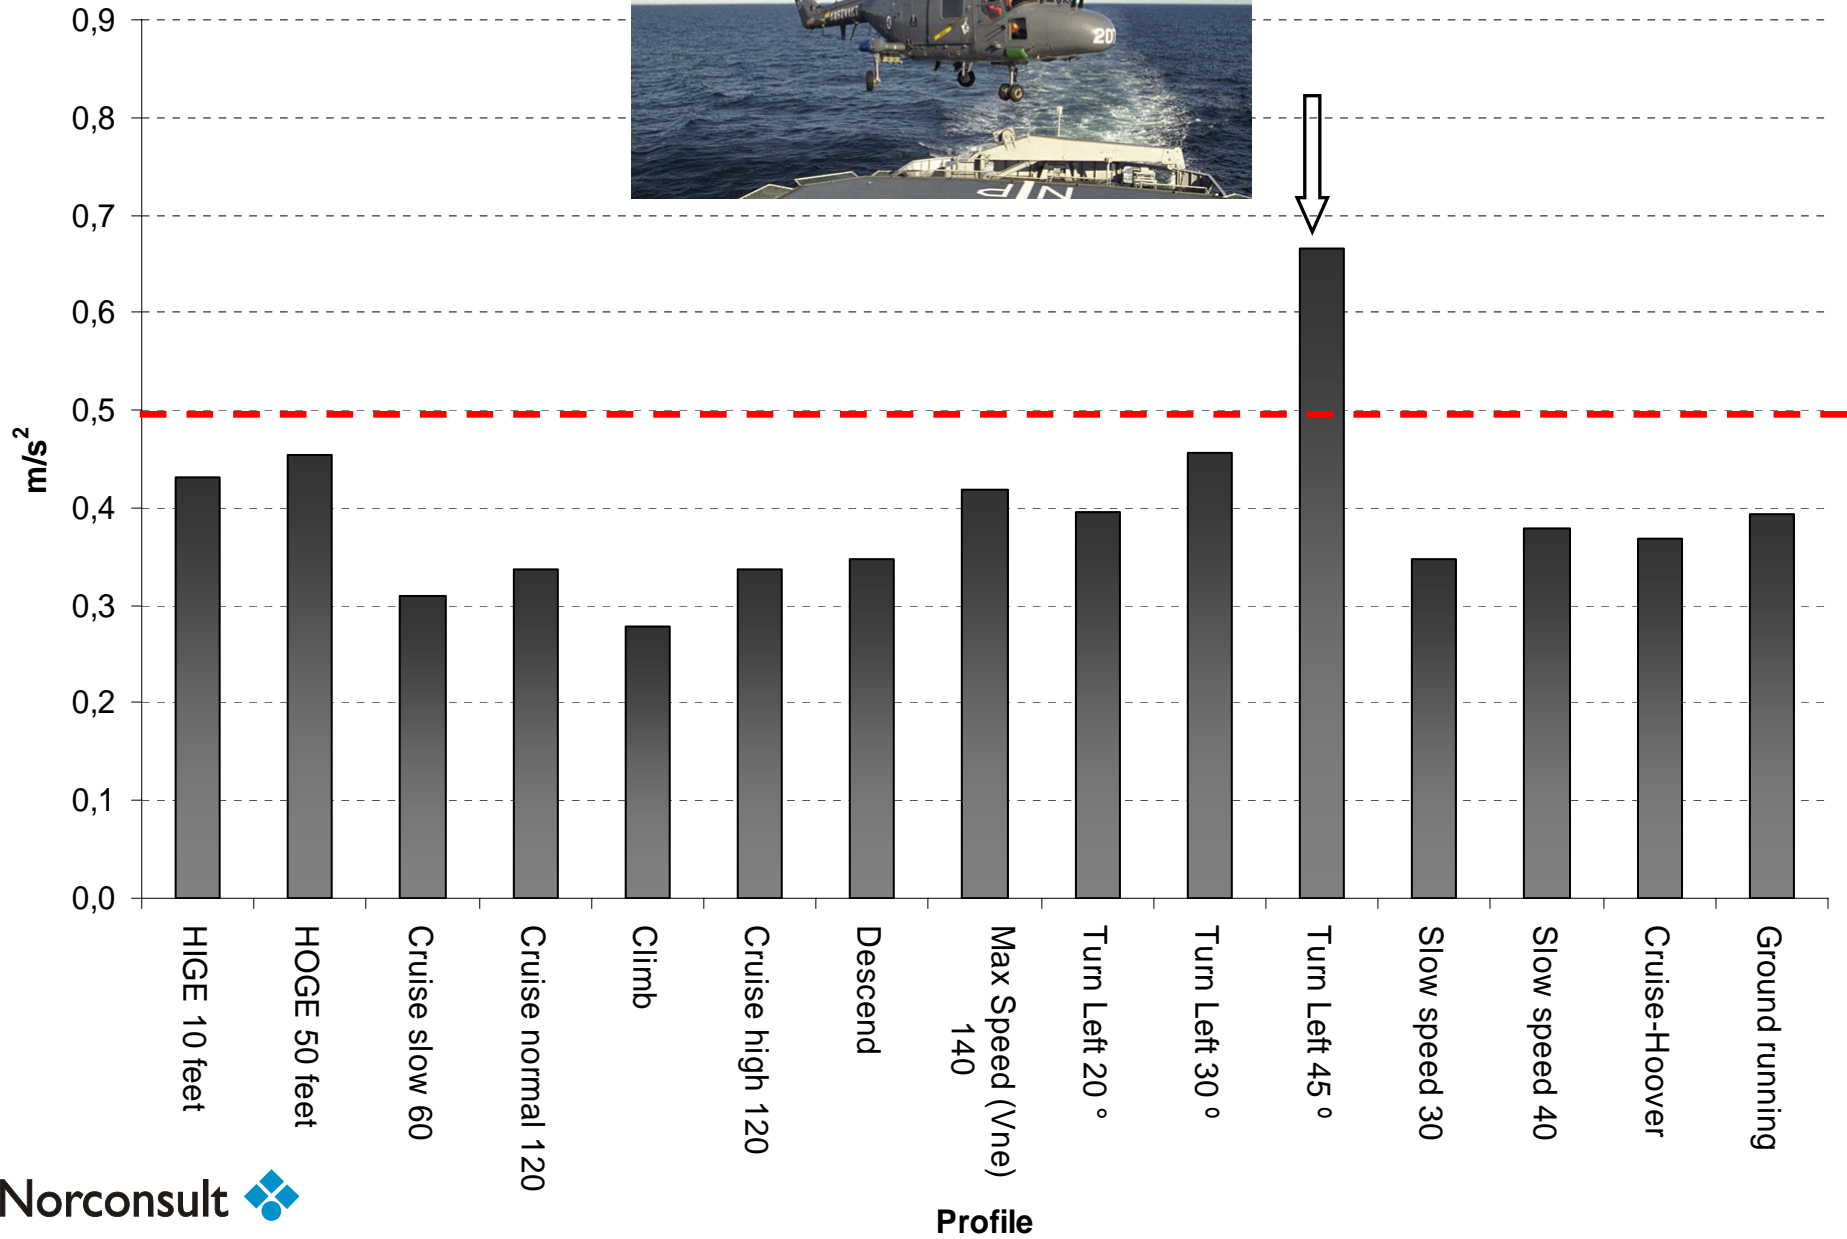 0,9
0,8
0,7
0,6
0,5
0,4
0,3
0,2
0,1
0,0
m/s²
207
HIGE 10 feet
HOGE 50 feet
Cruise slow 60
Cruise normal 120
Climb
Cruise high 120
Descend
Max Speed (Vne)
140
Turn Left 20 °
Turn Left 30 º
Turn Left 45 º
Slow speed 30
Slow speed 40
Cruise-Hoover
Ground running
Profile
Norconsult